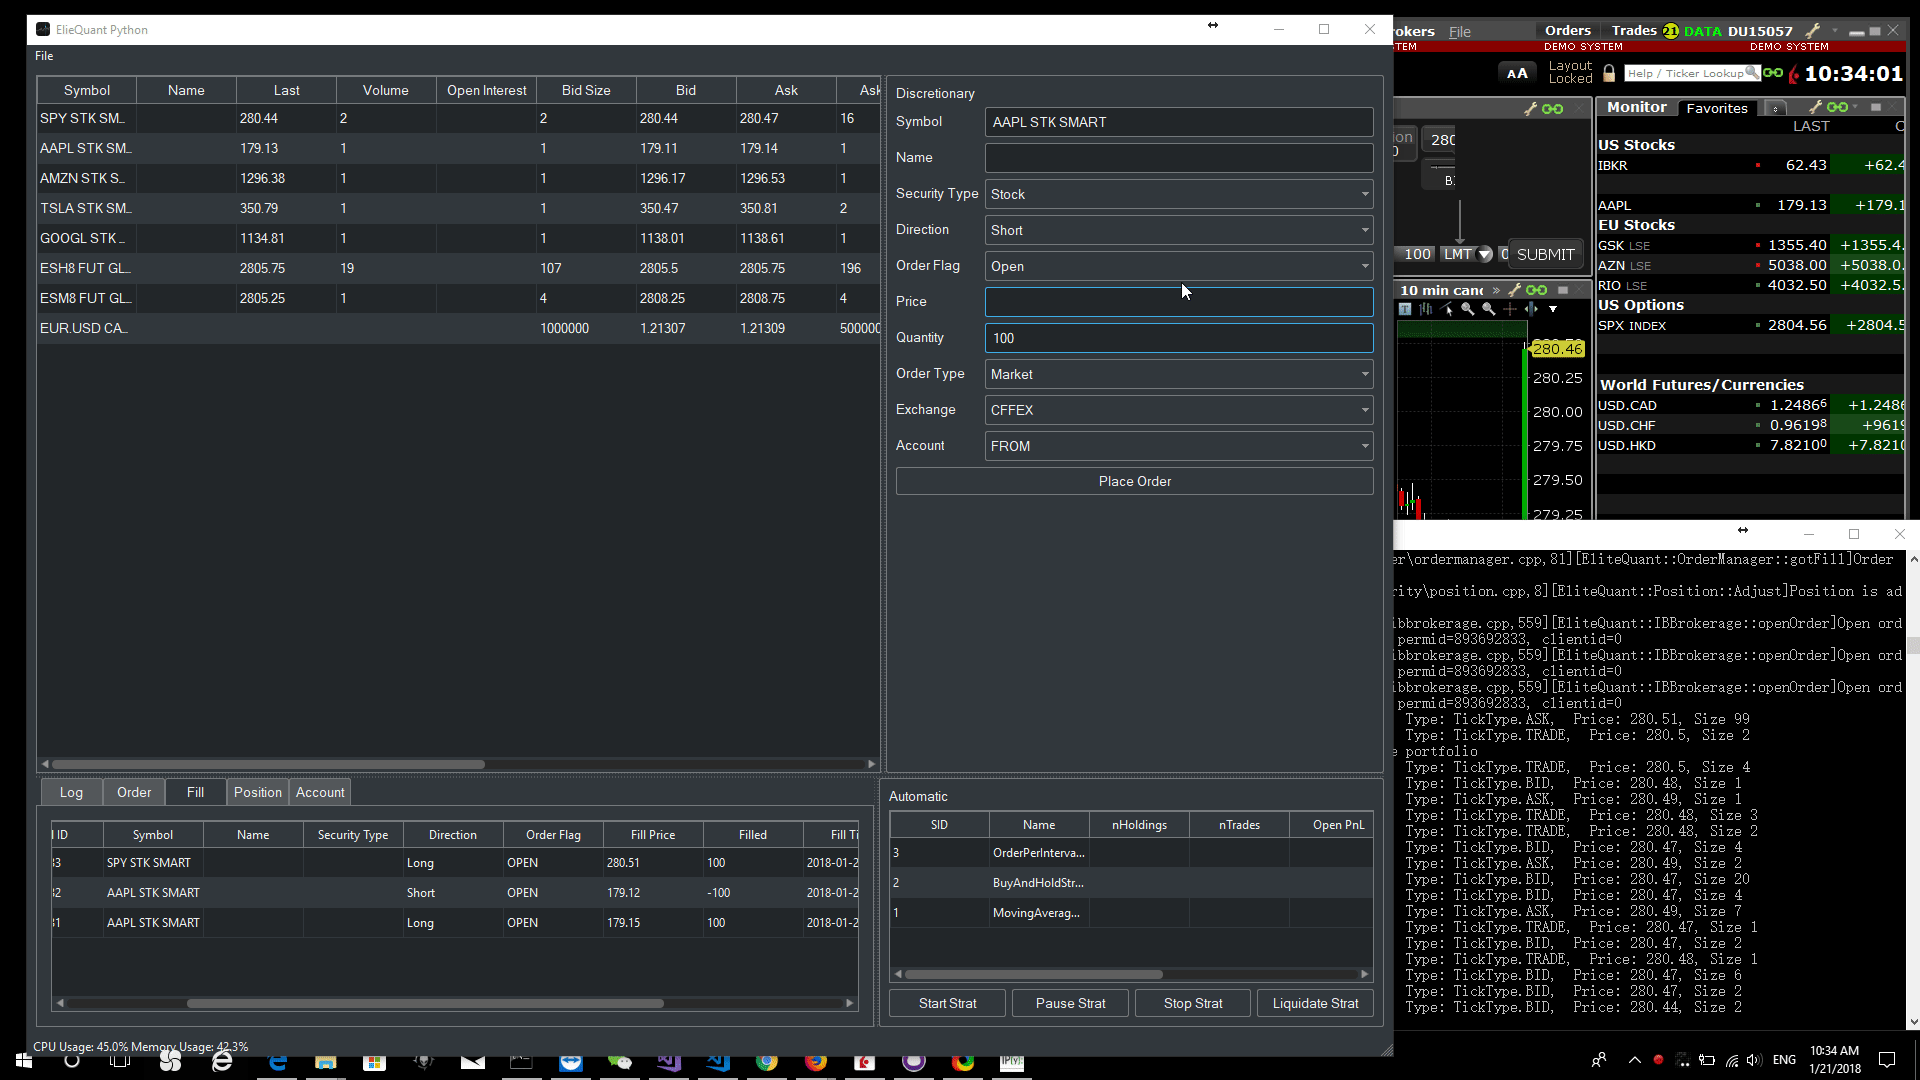 ElieQuant Python
File
Symbol Name Last Volume Open Interest Bid Size Bid Ask Ask
SPY STK SM... 280.44 2 2 280.44 280.47 16
AAPL STK SM... 179.13 1 1 179.11 179.14 1
AMZN STK S... 1296.38 1 1 1296.17 1296.53 1
TSLA STK SM... 350.79 1 1 350.47 350.81 2
GOOGL STK ... 1134.81 1 1 1138.01 1138.61 1
ESH8 FUT GL... 2805.75 19 107 2805.5 2805.75 196
ESM8 FUT GL... 2805.25 1 4 2808.25 2808.75 4
EUR.USD CA... 1000000 1.21307 1.21309 500000
Discretionary
Symbol AAPL STK SMART
Name
Security Type Stock
Direction Short
Order Flag Open
Price
Quantity 100
Order Type Market
Exchange CFFEX
Account FROM
Place Order
Log Order Fill Position Account
ID Symbol Name Security Type Direction Order Flag Fill Price Filled Fill Ti
33 SPY STK SMART Long OPEN 280.51 100 2018-01-2
32 AAPL STK SMART Short OPEN 179.12 -100 2018-01-2
31 AAPL STK SMART Long OPEN 179.15 100 2018-01-2
Automatic
SID Name nHoldings nTrades Open PnL
3 OrderPerInterva...
2 BuyAndHoldStr...
1 MovingAverag...
Start Strat Pause Strat Stop Strat Liquidate Strat
CPU Usage: 45.0% Memory Usage: 42.3%
rokers File Orders Trades 21 DATA DU15057
TEM DEMO SYSTEM DEMO SYSTEM
AA Layout Locked Help / Ticker Lookup 10:34:01
ion 280
0
B
100 LMT 0 SUBMIT
10 min canc »
280.46
280.25
280.00
279.75
279.50
279.25
Monitor Favorites
LAST C
US Stocks
IBKR 62.43 +62.4
AAPL 179.13 +179.1
EU Stocks
GSK LSE 1355.40 +1355.4
AZN LSE 5038.00 +5038.0
RIO LSE 4032.50 +4032.5
US Options
SPX INDEX 2804.56 +2804.5
World Futures/Currencies
USD.CAD 1.24866 +1.2486
USD.CHF 0.96198 +9619
USD.HKD 7.82100 +7.8210
er\ordermanager.cpp,81][EliteQuant::OrderManager::gotFill]Order
rity\position.cpp,8][EliteQuant::Position::Adjust]Position is ad
ibbrokerage.cpp,559][EliteQuant::IBBrokerage::openOrder]Open ord
permid=893692833, clientid=0
ibbrokerage.cpp,559][EliteQuant::IBBrokerage::openOrder]Open ord
permid=893692833, clientid=0
ibbrokerage.cpp,559][EliteQuant::IBBrokerage::openOrder]Open ord
permid=893692833, clientid=0
Type: TickType.ASK, Price: 280.51, Size 99
Type: TickType.TRADE, Price: 280.5, Size 2
e portfolio
Type: TickType.TRADE, Price: 280.5, Size 4
Type: TickType.BID, Price: 280.48, Size 1
Type: TickType.ASK, Price: 280.49, Size 1
Type: TickType.TRADE, Price: 280.48, Size 3
Type: TickType.TRADE, Price: 280.48, Size 2
Type: TickType.BID, Price: 280.47, Size 4
Type: TickType.ASK, Price: 280.49, Size 2
Type: TickType.BID, Price: 280.47, Size 20
Type: TickType.BID, Price: 280.47, Size 4
Type: TickType.ASK, Price: 280.49, Size 7
Type: TickType.TRADE, Price: 280.47, Size 1
Type: TickType.BID, Price: 280.47, Size 2
Type: TickType.TRADE, Price: 280.48, Size 1
Type: TickType.BID, Price: 280.47, Size 6
Type: TickType.BID, Price: 280.47, Size 2
Type: TickType.BID, Price: 280.44, Size 2
ENG 10:34 AM
1/21/2018